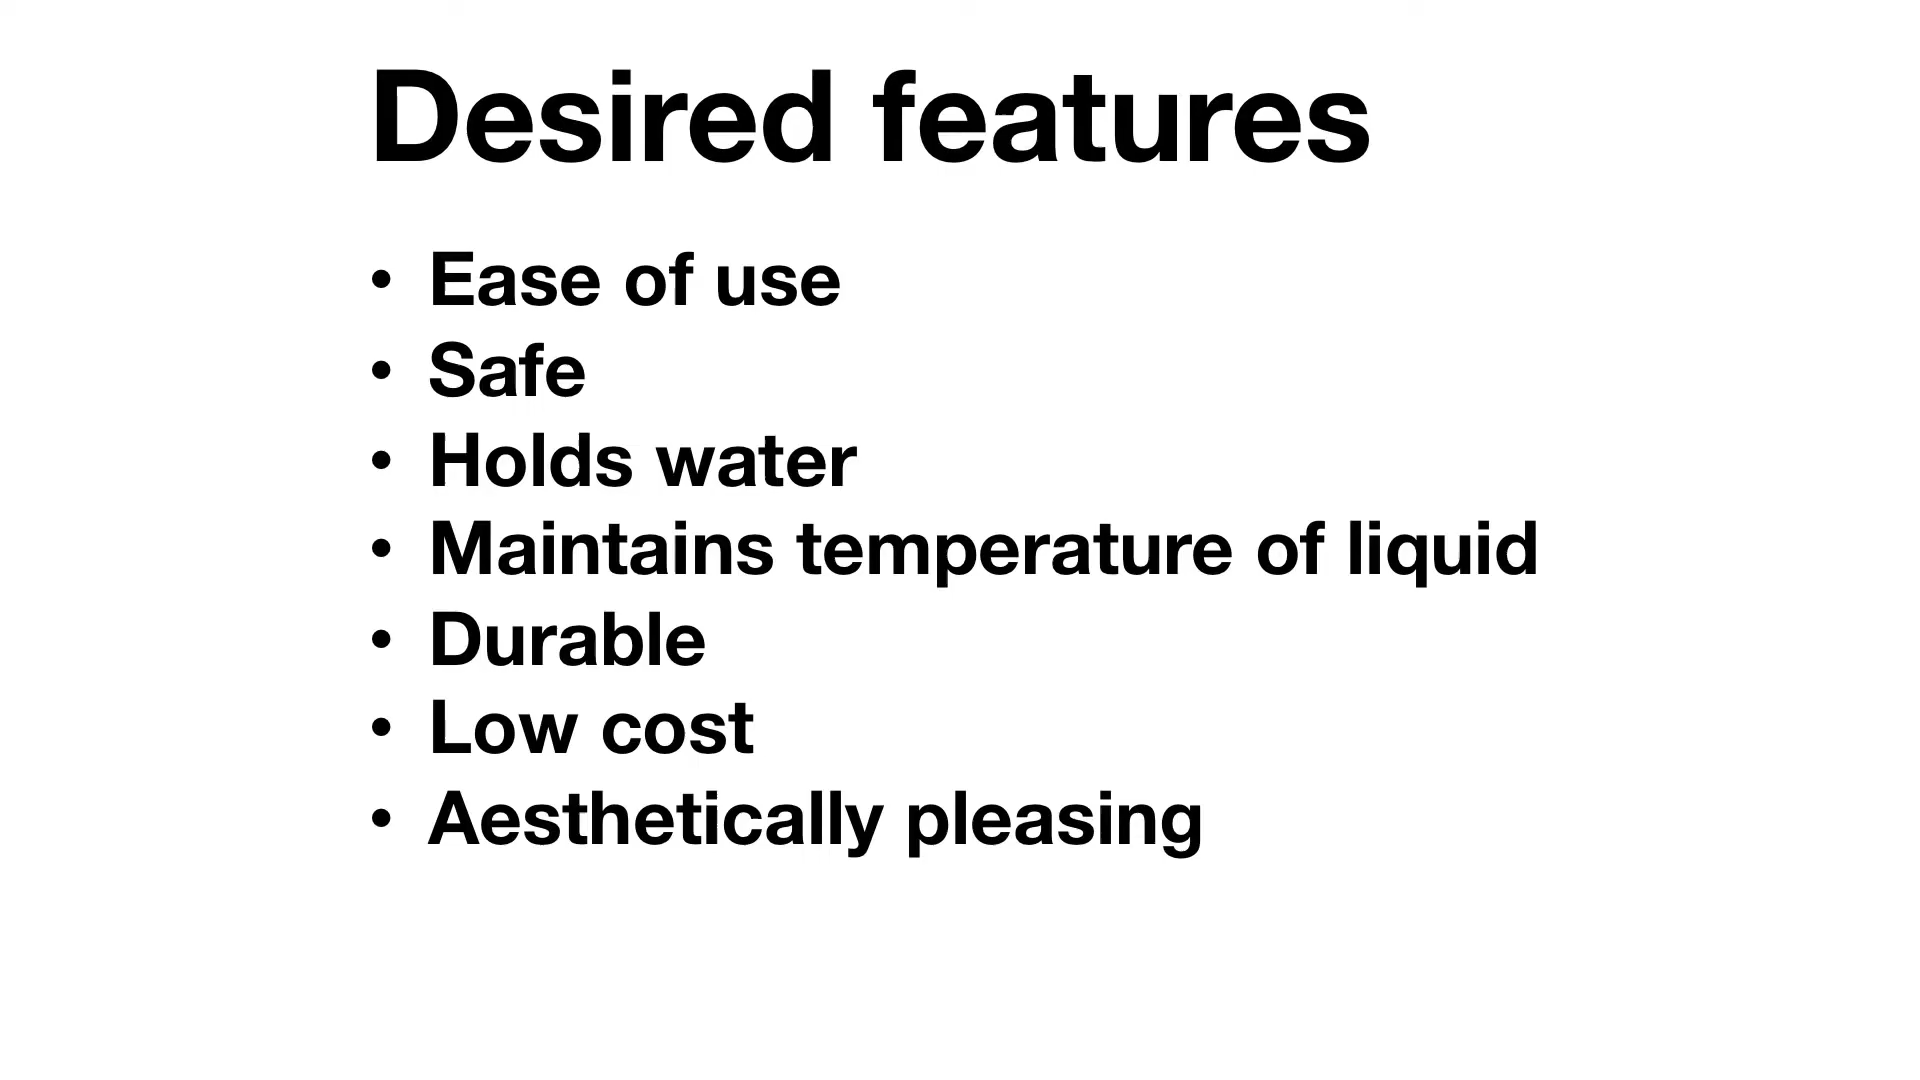 Desired features
• Ease of use
• Safe
• Holds water
• Maintains temperature of liquid
• Durable
• Low cost
• Aesthetically pleasing